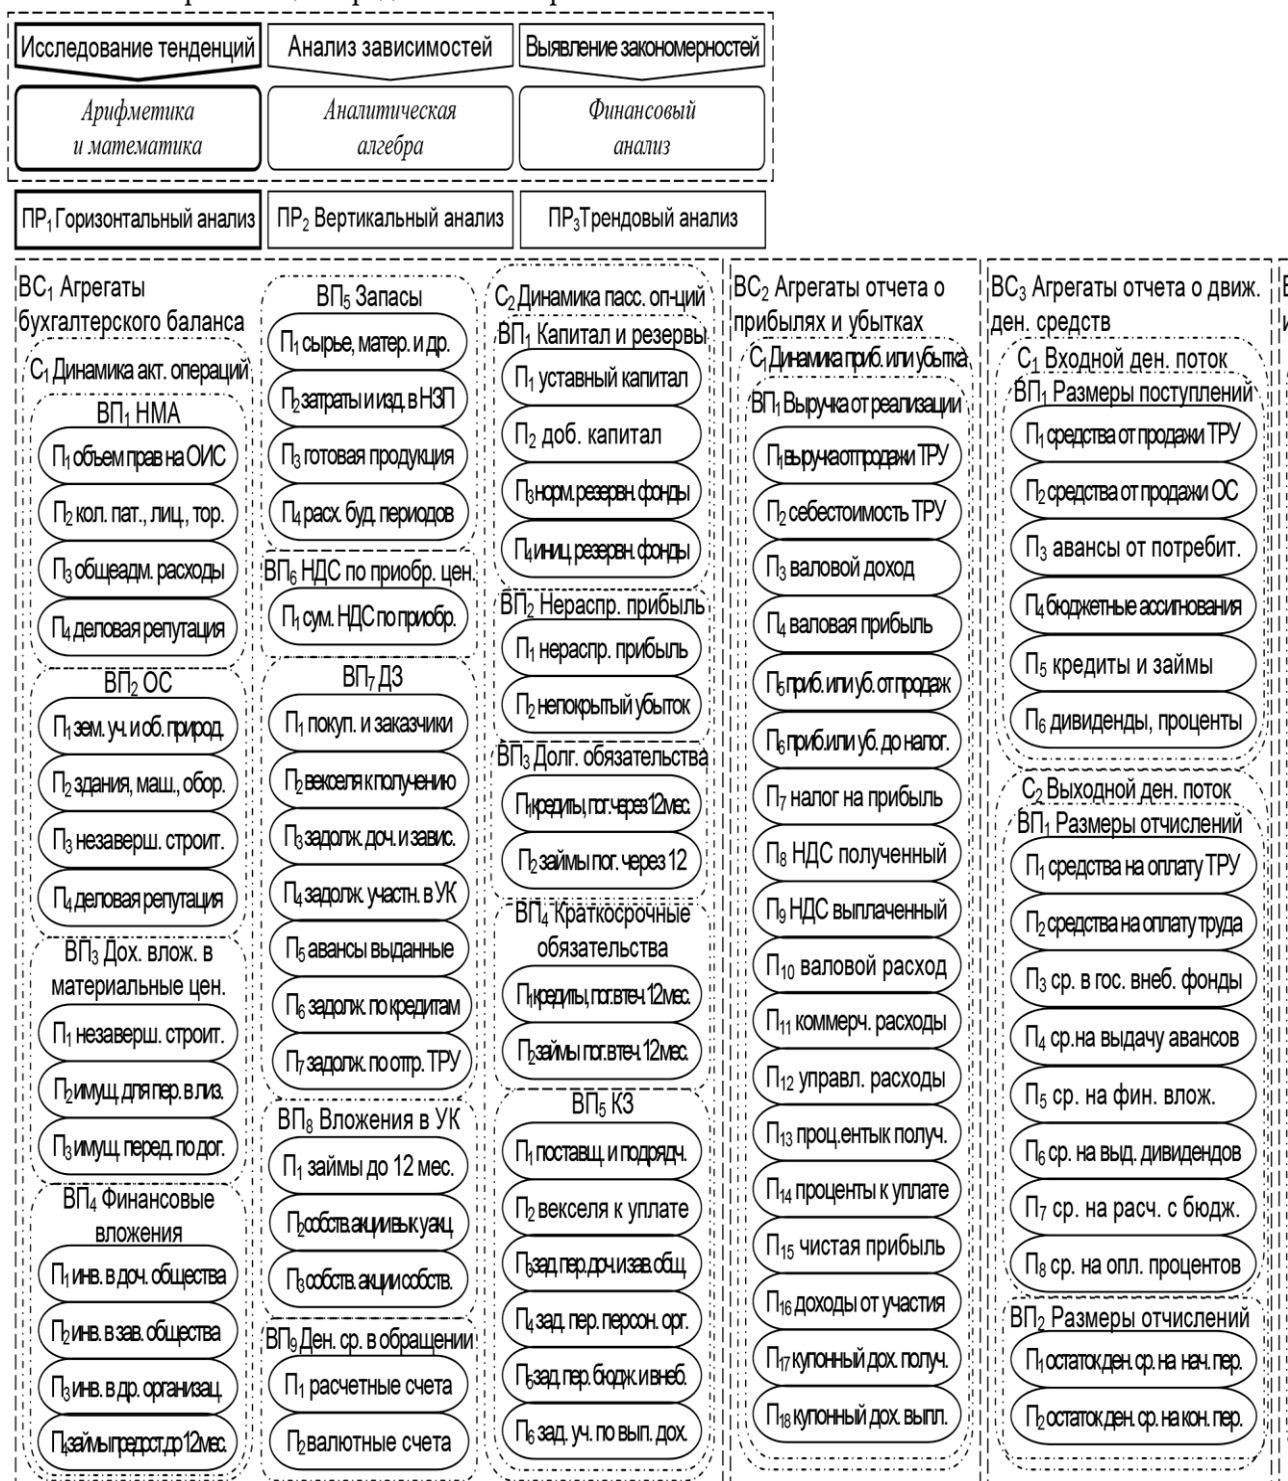 Исследование тенденций
Анализ зависимостей
Выявление закономерностей
Арифметика
и математика
Аналитическая
алгебра
Финансовый
анализ
ПР₁ Горизонтальный анализ
ПР₂ Вертикальный анализ
ПР₃Трендовый анализ
ВС₁ Агрегаты
бухгалтерского баланса
С₁ Динамика акт. операций
ВП₁ НМА
П₁ объем прав на ОИС
П₂ кол. пат., лиц., тор.
П₃ общеадм. расходы
П₄ деловая репутация
ВП₂ ОС
П₁ зем. уч. и об. природ.
П₂ здания, маш., обор.
П₃ незаверш. строит.
П₄ деловая репутация
ВП₃ Дох. влож. в
материальные цен.
П₁ незаверш. строит.
П₂ имущ. для пер. в лиз.
П₃ имущ. перед. по дог.
ВП₄ Финансовые
вложения
П₁ инв. в доч. общества
П₂ инв. в зав. общества
П₃ инв. в др. организац.
П₄ займы предост. до 12 мес.
ВП₅ Запасы
П₁ сырье, матер. и др.
П₂ затраты и изд. в НЗП
П₃ готовая продукция
П₄ расх. буд. периодов
ВП₆ НДС по приобр. цен.
П₁ сум. НДС по приобр.
ВП₇ ДЗ
П₁ покуп. и заказчики
П₂ векселя к получению
П₃ задолж. доч. и завис.
П₄ задолж. участн. в УК
П₅ авансы выданные
П₆ задолж. по кредитам
П₇ задолж. по отгр. ТРУ
ВП₈ Вложения в УК
П₁ займы до 12 мес.
П₂ собств. акции вык у акц.
П₃ собств. акции собств.
ВП₉ Ден. ср. в обращении
П₁ расчетные счета
П₂ валютные счета
С₂ Динамика пасс. оп-ций
ВП₁ Капитал и резервы
П₁ уставный капитал
П₂ доб. капитал
П₃ норм. резервн. фонды
П₄ иниц. резервн. фонды
ВП₂ Нераспр. прибыль
П₁ нераспр. прибыль
П₂ непокрытый убыток
ВП₃ Долг. обязательства
П₁ кредиты, пог. через 12 мес.
П₂ займы пог. через 12
ВП₄ Краткосрочные
обязательства
П₁ кредиты, пог. в теч. 12 мес.
П₂ займы пог. в теч. 12 мес.
ВП₅ КЗ
П₁ поставщ. и подрядч.
П₂ векселя к уплате
П₃ зад. пер. доч. и зав. общ.
П₄ зад. пер. персон. орг.
П₅ зад. пер. бюдж. и внеб.
П₆ зад. уч. по вып. дох.
ВС₂ Агрегаты отчета о
прибылях и убытках
С₁ Динамика приб. или убытка
ВП₁ Выручка от реализации
П₁ выручка от продажи ТРУ
П₂ себестоимость ТРУ
П₃ валовой доход
П₄ валовая прибыль
П₅ приб. или уб. от продаж
П₆ приб. или уб. до налог.
П₇ налог на прибыль
П₈ НДС полученный
П₉ НДС выплаченный
П₁₀ валовой расход
П₁₁ коммерч. расходы
П₁₂ управл. расходы
П₁₃ проц.ентык получ.
П₁₄ проценты к уплате
П₁₅ чистая прибыль
П₁₆ доходы от участия
П₁₇ купонный дох. получ.
П₁₈ купонный дох. выпл.
ВС₃ Агрегаты отчета о движ.
ден. средств
С₁ Входной ден. поток
ВП₁ Размеры поступлений
П₁ средства от продажи ТРУ
П₂ средства от продажи ОС
П₃ авансы от потребит.
П₄ бюджетные ассигнования
П₅ кредиты и займы
П₆ дивиденды, проценты
С₂ Выходной ден. поток
ВП₁ Размеры отчислений
П₁ средства на оплату ТРУ
П₂ средства на оплату труда
П₃ ср. в гос. внеб. фонды
П₄ ср.на выдачу авансов
П₅ ср. на фин. влож.
П₆ ср. на выд. дивидендов
П₇ ср. на расч. с бюдж.
П₈ ср. на опл. процентов
ВП₂ Размеры отчислений
П₁ остаток ден. ср. на нач. пер.
П₂ остаток ден. ср. на кон. пер.